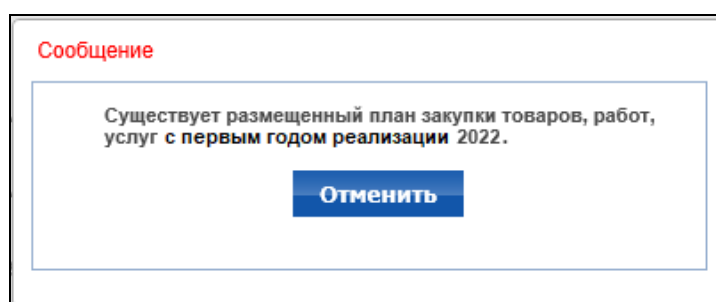 Сообщение
Существует размещенный план закупки товаров, работ,
услуг с первым годом реализации 2022.
Отменить